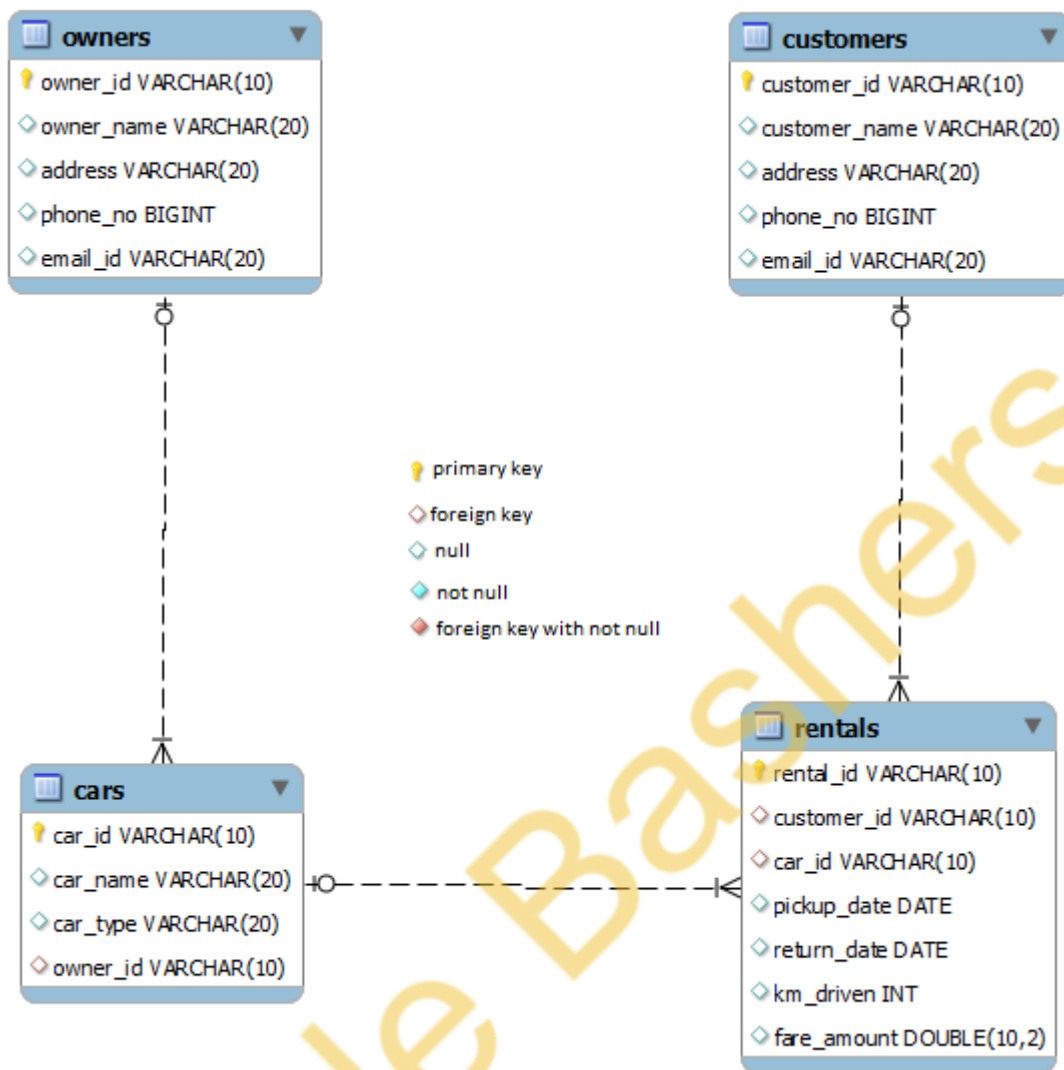 owners
owner_id VARCHAR(10)
owner_name VARCHAR(20)
address VARCHAR(20)
phone_no BIGINT
email_id VARCHAR(20)
customers
customer_id VARCHAR(10)
customer_name VARCHAR(20)
address VARCHAR(20)
phone_no BIGINT
email_id VARCHAR(20)
primary key
foreign key
null
not null
foreign key with not null
cars
car_id VARCHAR(10)
car_name VARCHAR(20)
car_type VARCHAR(20)
owner_id VARCHAR(10)
rentals
rental_id VARCHAR(10)
customer_id VARCHAR(10)
car_id VARCHAR(10)
pickup_date DATE
return_date DATE
km_driven INT
fare_amount DOUBLE(10,2)
Bashers